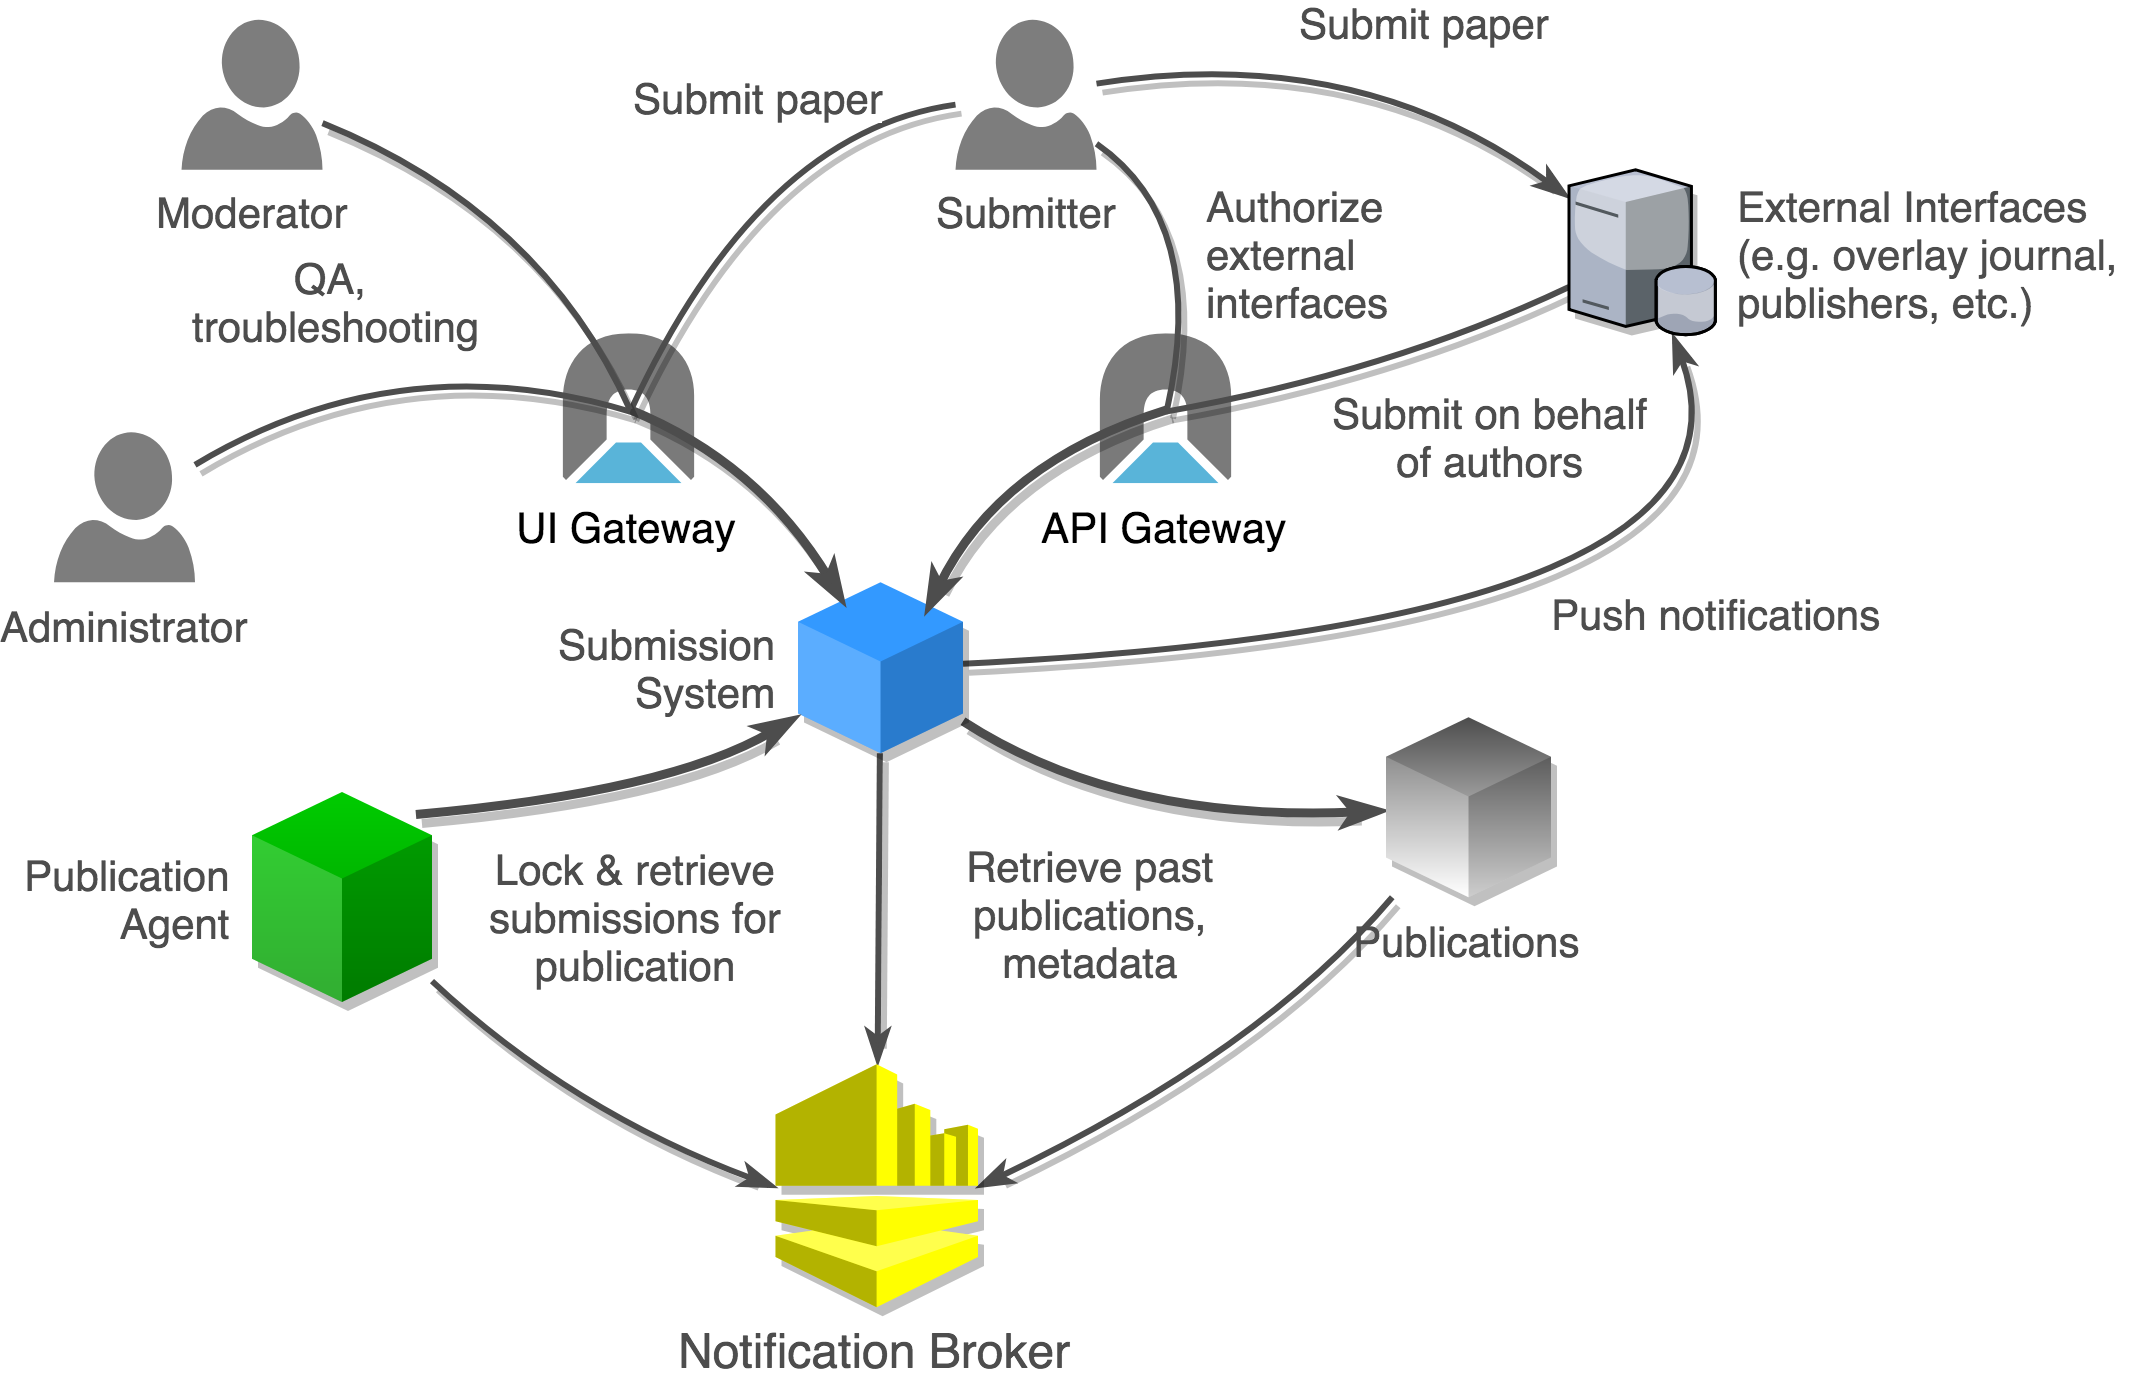 Submit paper
Submit paper
Moderator
Submitter
Authorize
external
interfaces
External Interfaces
(e.g. overlay journal,
publishers, etc.)
QA,
troubleshooting
Submit on behalf
of authors
UI Gateway
API Gateway
Administrator
Push notifications
Submission
System
Publication
Agent
Lock & retrieve
submissions for
publication
Retrieve past
publications,
metadata
Publications
Notification Broker